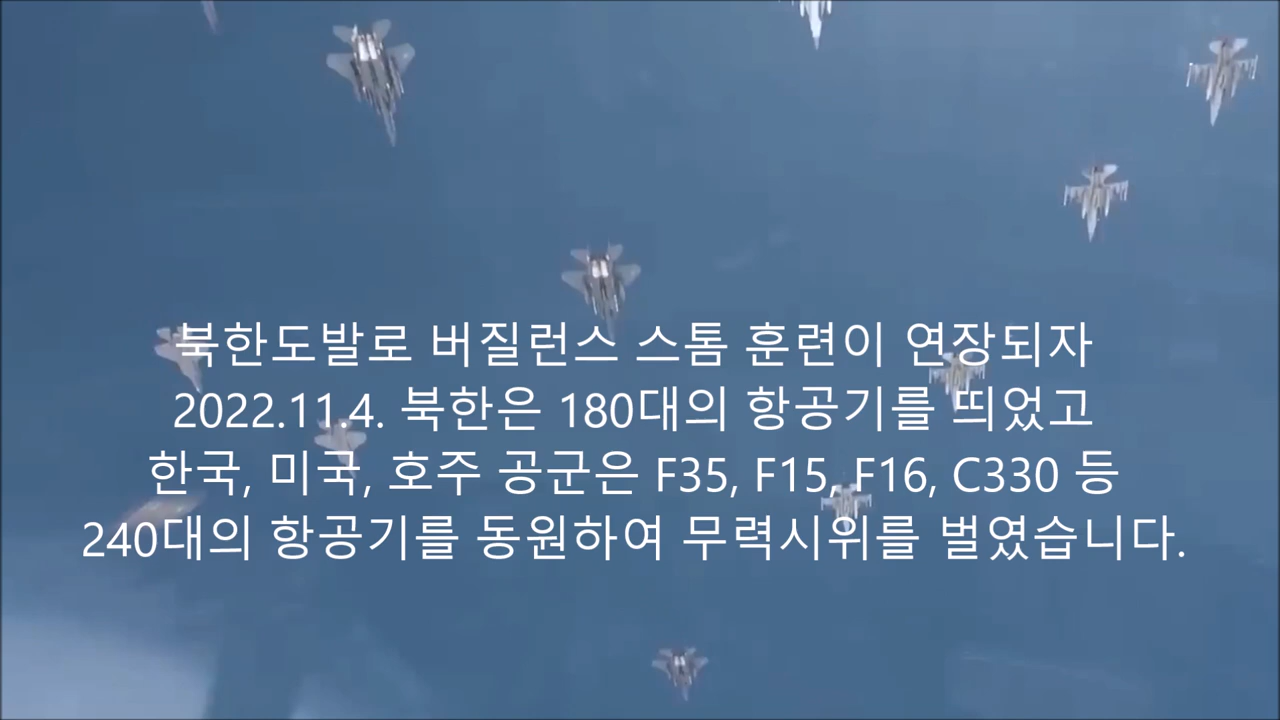 북한도발로 버질런스 스톰 훈련이 연장되자
2022.11.4. 북한은 180대의 항공기를 띄었고
한국, 미국, 호주 공군은 F35, F15, F16, C330 등
240대의 항공기를 동원하여 무력시위를 벌였습니다.